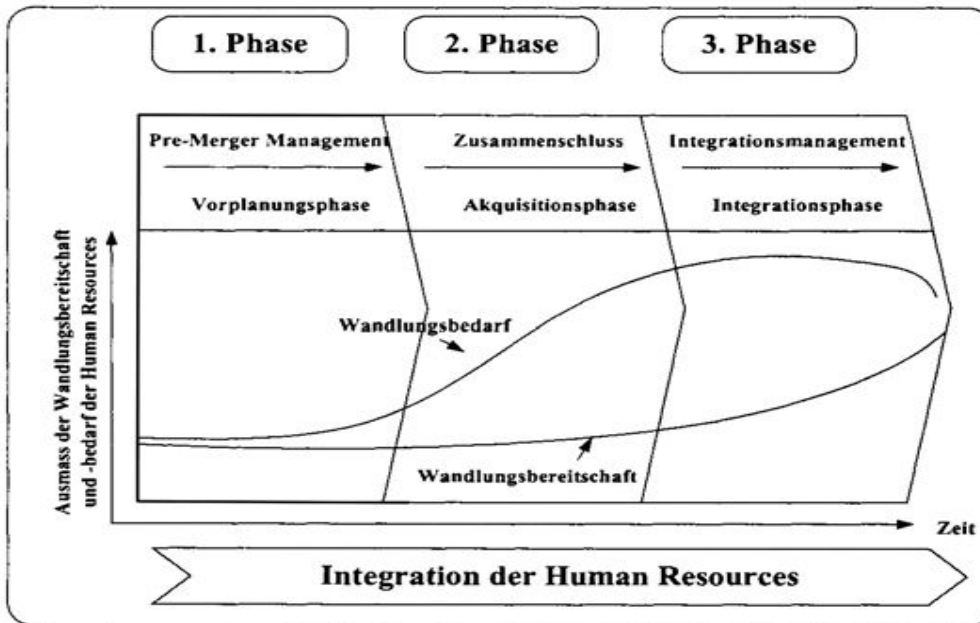 1. Phase
2. Phase
3. Phase
Pre-Merger Management
Zusammenschluss
Integrationsmanagement
Vorplanungsphase
Akquisitionsphase
Integrationsphase
Ausmass der Wandlungsbereitschaft
und -bedarf der Human Resources
Wandlungsbedarf
Wandlungsbereitschaft
Zeit
Integration der Human Resources